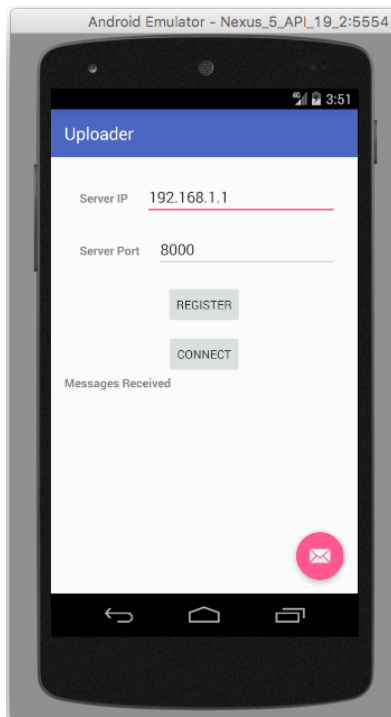 Android Emulator - Nexus_5_API_19_2:5554
4G 3:51
Uploader
Server IP 192.168.1.1
Server Port 8000
REGISTER
CONNECT
Messages Received